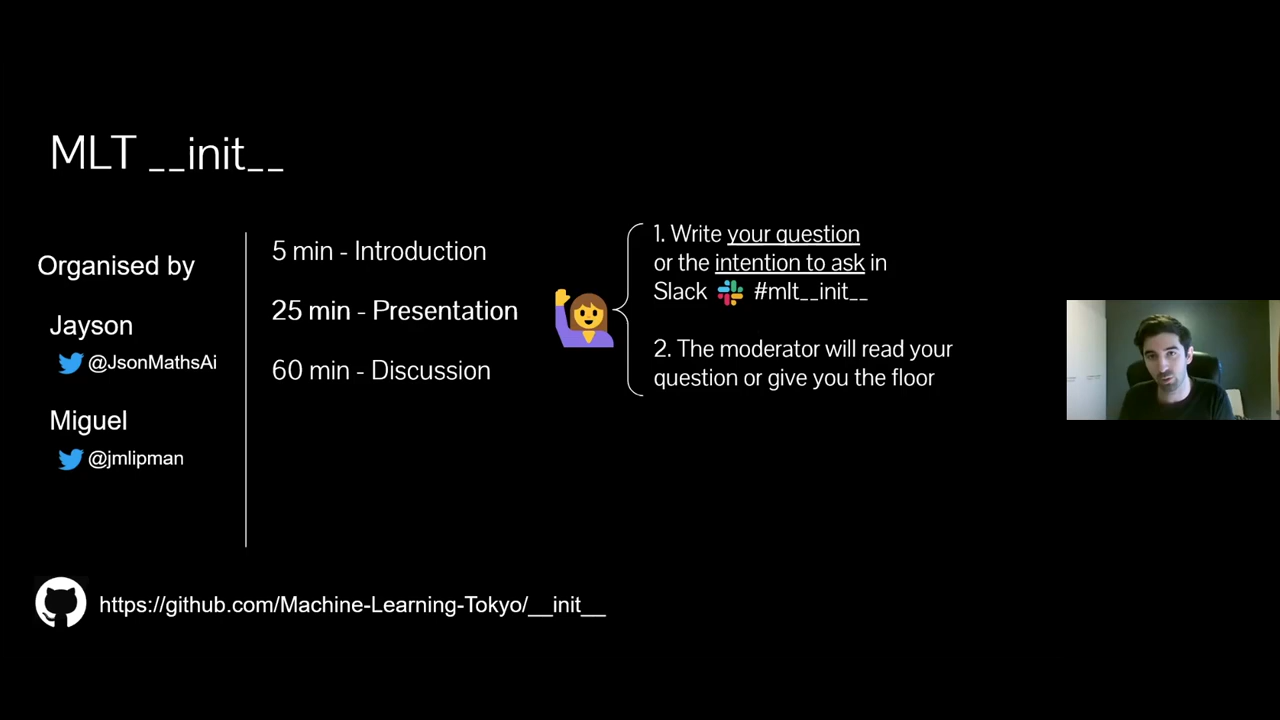 MLT __init__
Organised by
Jayson
@JsonMathsAi
Miguel
@jmlipman
5 min - Introduction
25 min - Presentation
60 min - Discussion
1. Write your question
or the intention to ask in
Slack #mlt__init__
2. The moderator will read your
question or give you the floor
https://github.com/Machine-Learning-Tokyo/__init__